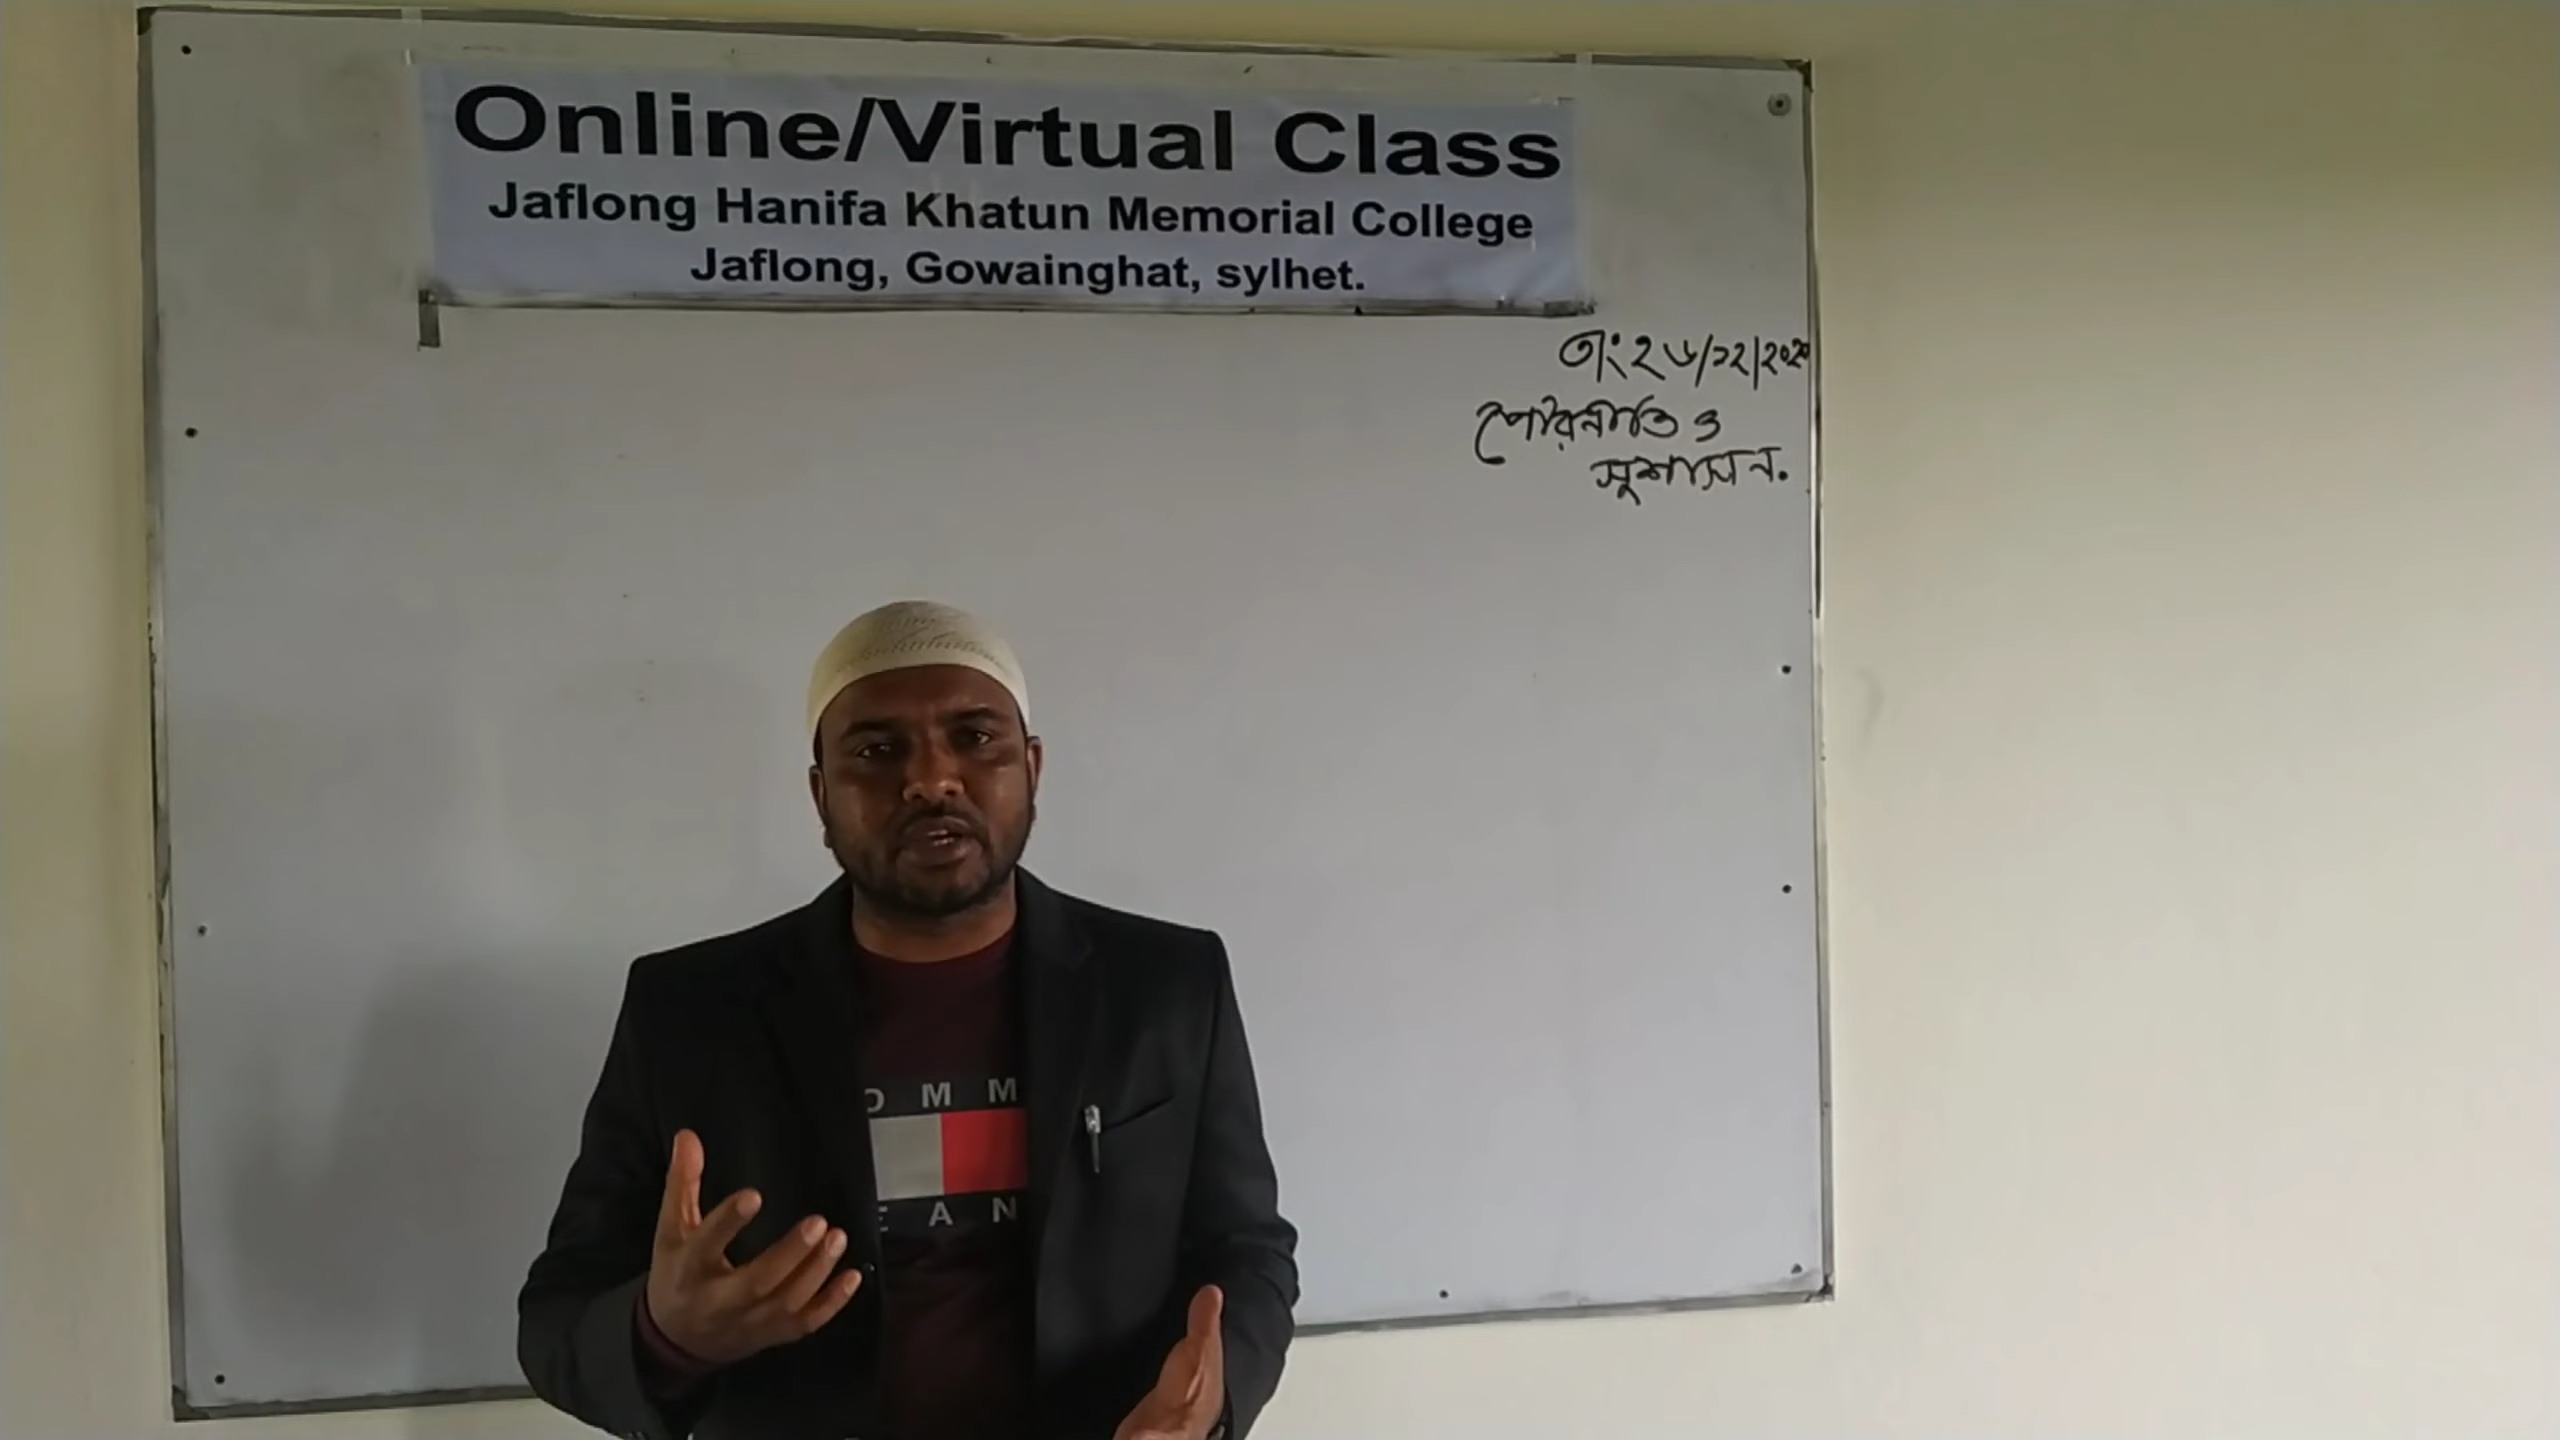 Online/Virtual Class
Jaflong Hanifa Khatun Memorial College
Jaflong, Gowainghat, sylhet.
তাং২৬/১২/২০২০
পৌরনীতি ও
সুশাসন.
OMM
EAN